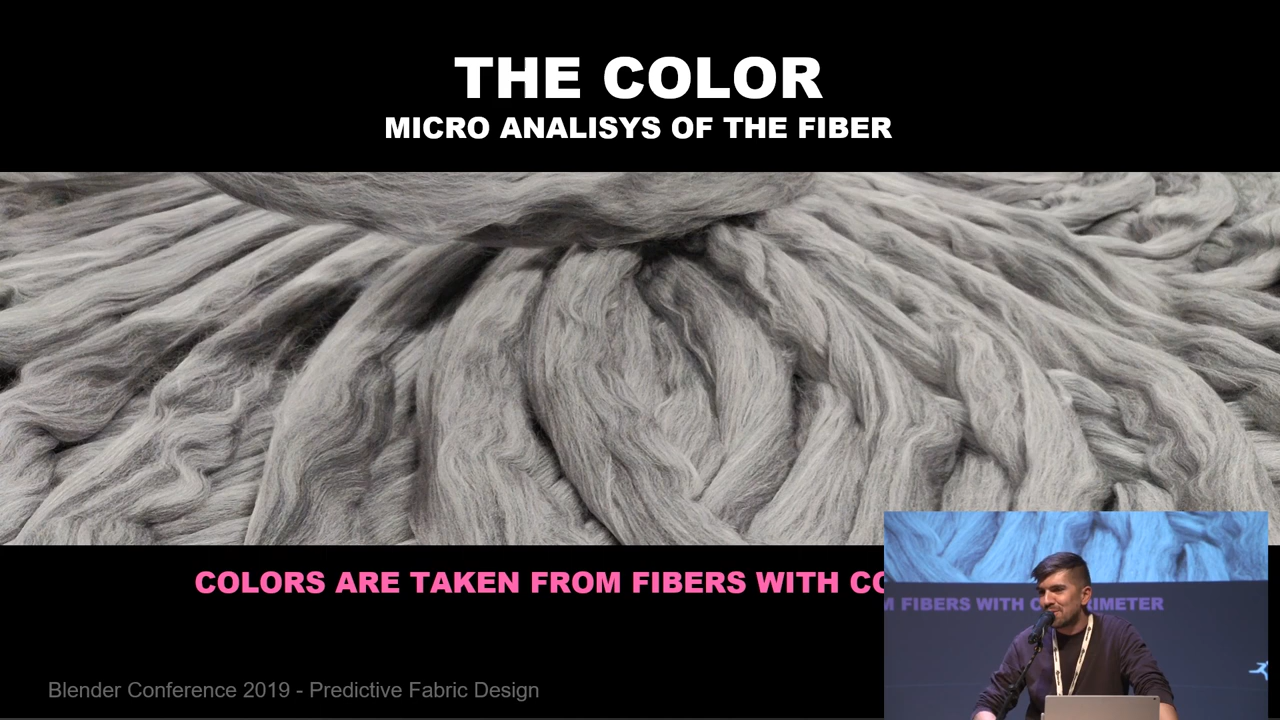 THE COLOR
MICRO ANALISYS OF THE FIBER
COLORS ARE TAKEN FROM FIBERS WITH CO
FIBERS WITH
Blender Conference 2019 - Predictive Fabric Design